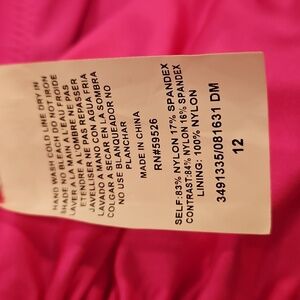 HAND WASH COLD LINE DRY IN
SHADE NO BLEACH DO NOT IRON
LAVER A LA MAIN A L'EAU FROIDE
ETENDRE A L'OMBRE NE PAS
JAVELLISER NE PAS REPASSER
LAVADO A MANO CON AGUA FRIA
COLGAR A SECAR EN LA SOMBRA
NO USE BLANQUEADOR NO
PLANCHAR
MADE IN CHINA
RN#59526
SELF:83% NYLON 17% SPANDEX
CONTRAST:84% NYLON 16% SPANDEX
LINING: 100% NYLON
3491335/081631 DM
12